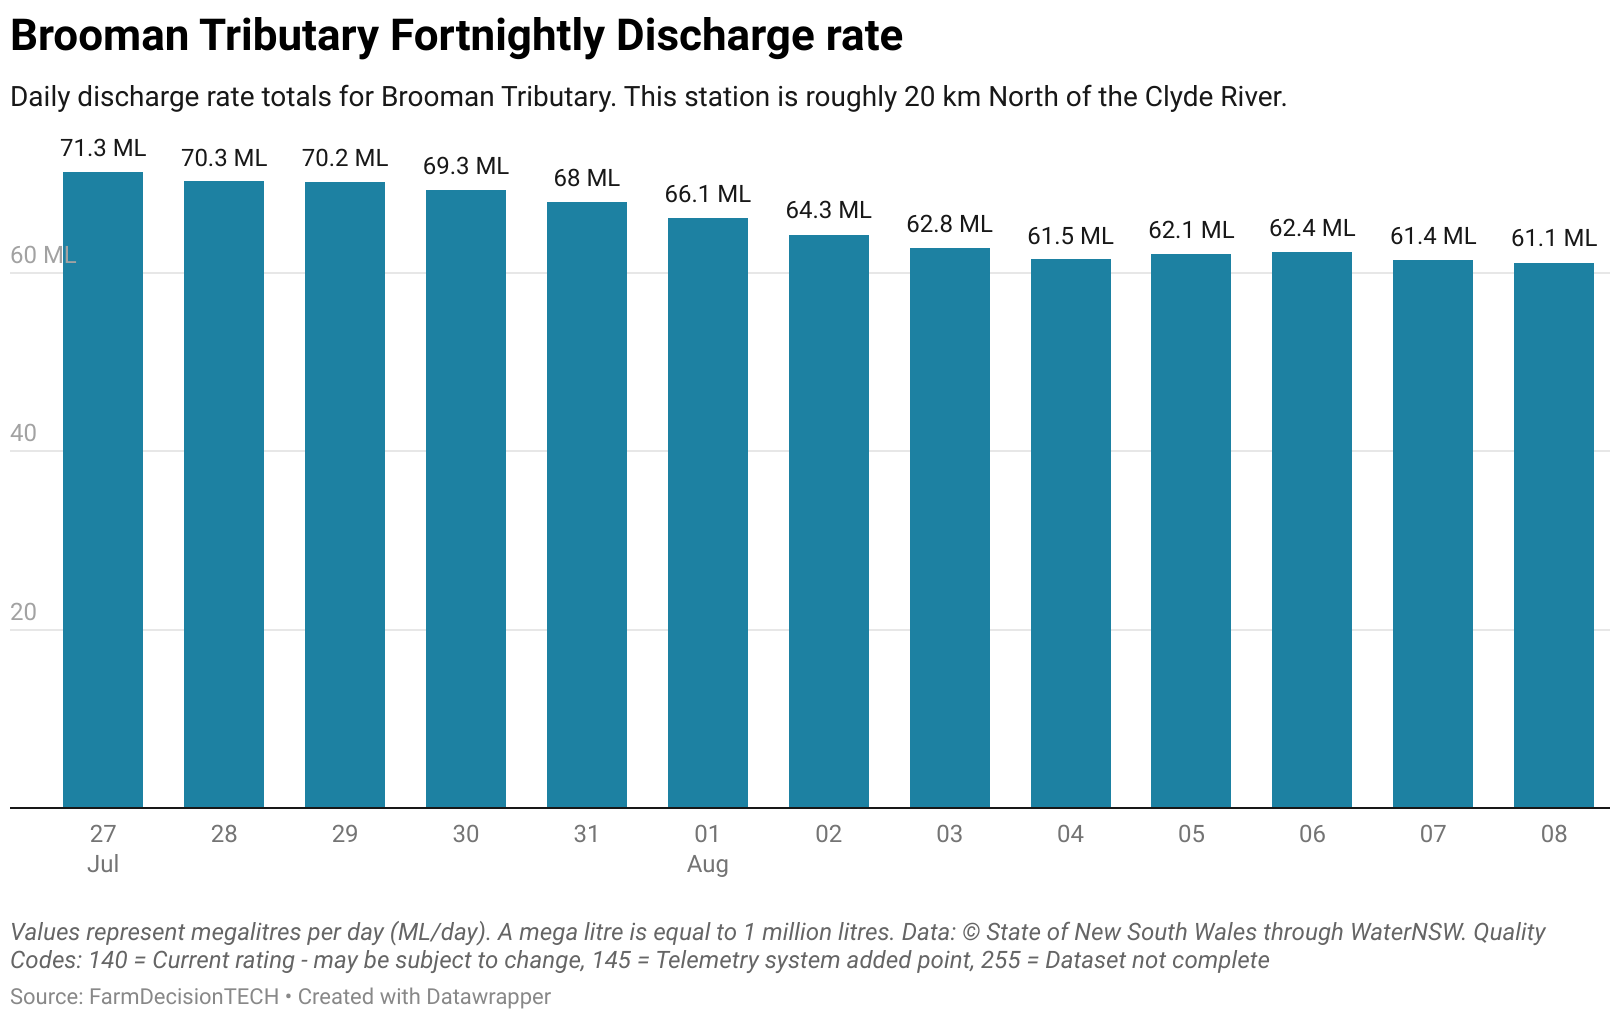 Brooman Tributary Fortnightly Discharge rate
Daily discharge rate totals for Brooman Tributary. This station is roughly 20 km North of the Clyde River.
71.3 ML 70.3 ML 70.2 ML 69.3 ML 68 ML 66.1 ML 64.3 ML 62.8 ML 61.5 ML 62.1 ML 62.4 ML 61.4 ML 61.1 ML
60 ML
40
20
27 28 29 30 31 01 02 03 04 05 06 07 08
Jul Aug
Values represent megalitres per day (ML/day). A mega litre is equal to 1 million litres. Data: © State of New South Wales through WaterNSW. Quality
Codes: 140 = Current rating - may be subject to change, 145 = Telemetry system added point, 255 = Dataset not complete
Source: FarmDecisionTECH • Created with Datawrapper